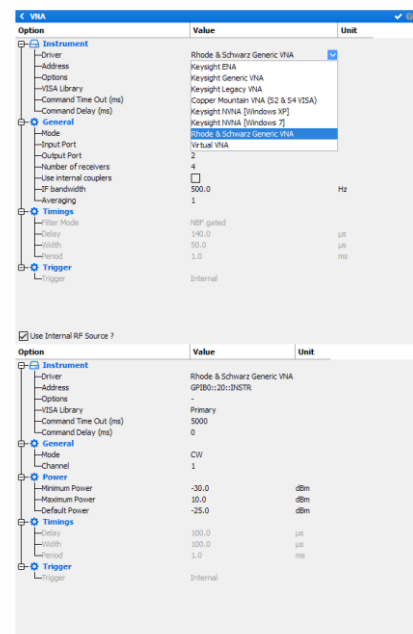 VNA
Option Value Unit
Instrument
Driver Rhode & Schwarz Generic VNA
Address Keysight ENA
Options Keysight Generic VNA
VISA Library Keysight Legacy VNA
Command Time Out (ms) Copper Mountain VNA (S2 & S4 VISA)
Command Delay (ms) Keysight NVNA [Windows XP]
General Keysight NVNA [Windows 7]
Mode Rhode & Schwarz Generic VNA
Input Port Virtual VNA
Output Port 2
Number of receivers 4
Use internal couplers
IF bandwidth 500.0 Hz
Averaging 1
Timings
Filter Mode NBF gated
Delay 140.0 µs
Width 50.0 µs
Period 1.0 ms
Trigger
Trigger Internal
Use Internal RF Source ?
Option Value Unit
Instrument
Driver Rhode & Schwarz Generic VNA
Address GPIB0::20::INSTR
Options -
VISA Library Primary
Command Time Out (ms) 5000
Command Delay (ms) 0
General
Mode CW
Channel 1
Power
Minimum Power -30.0 dBm
Maximum Power 10.0 dBm
Default Power -25.0 dBm
Timings
Delay 100.0 µs
Width 100.0 µs
Period 1.0 ms
Trigger
Trigger Internal